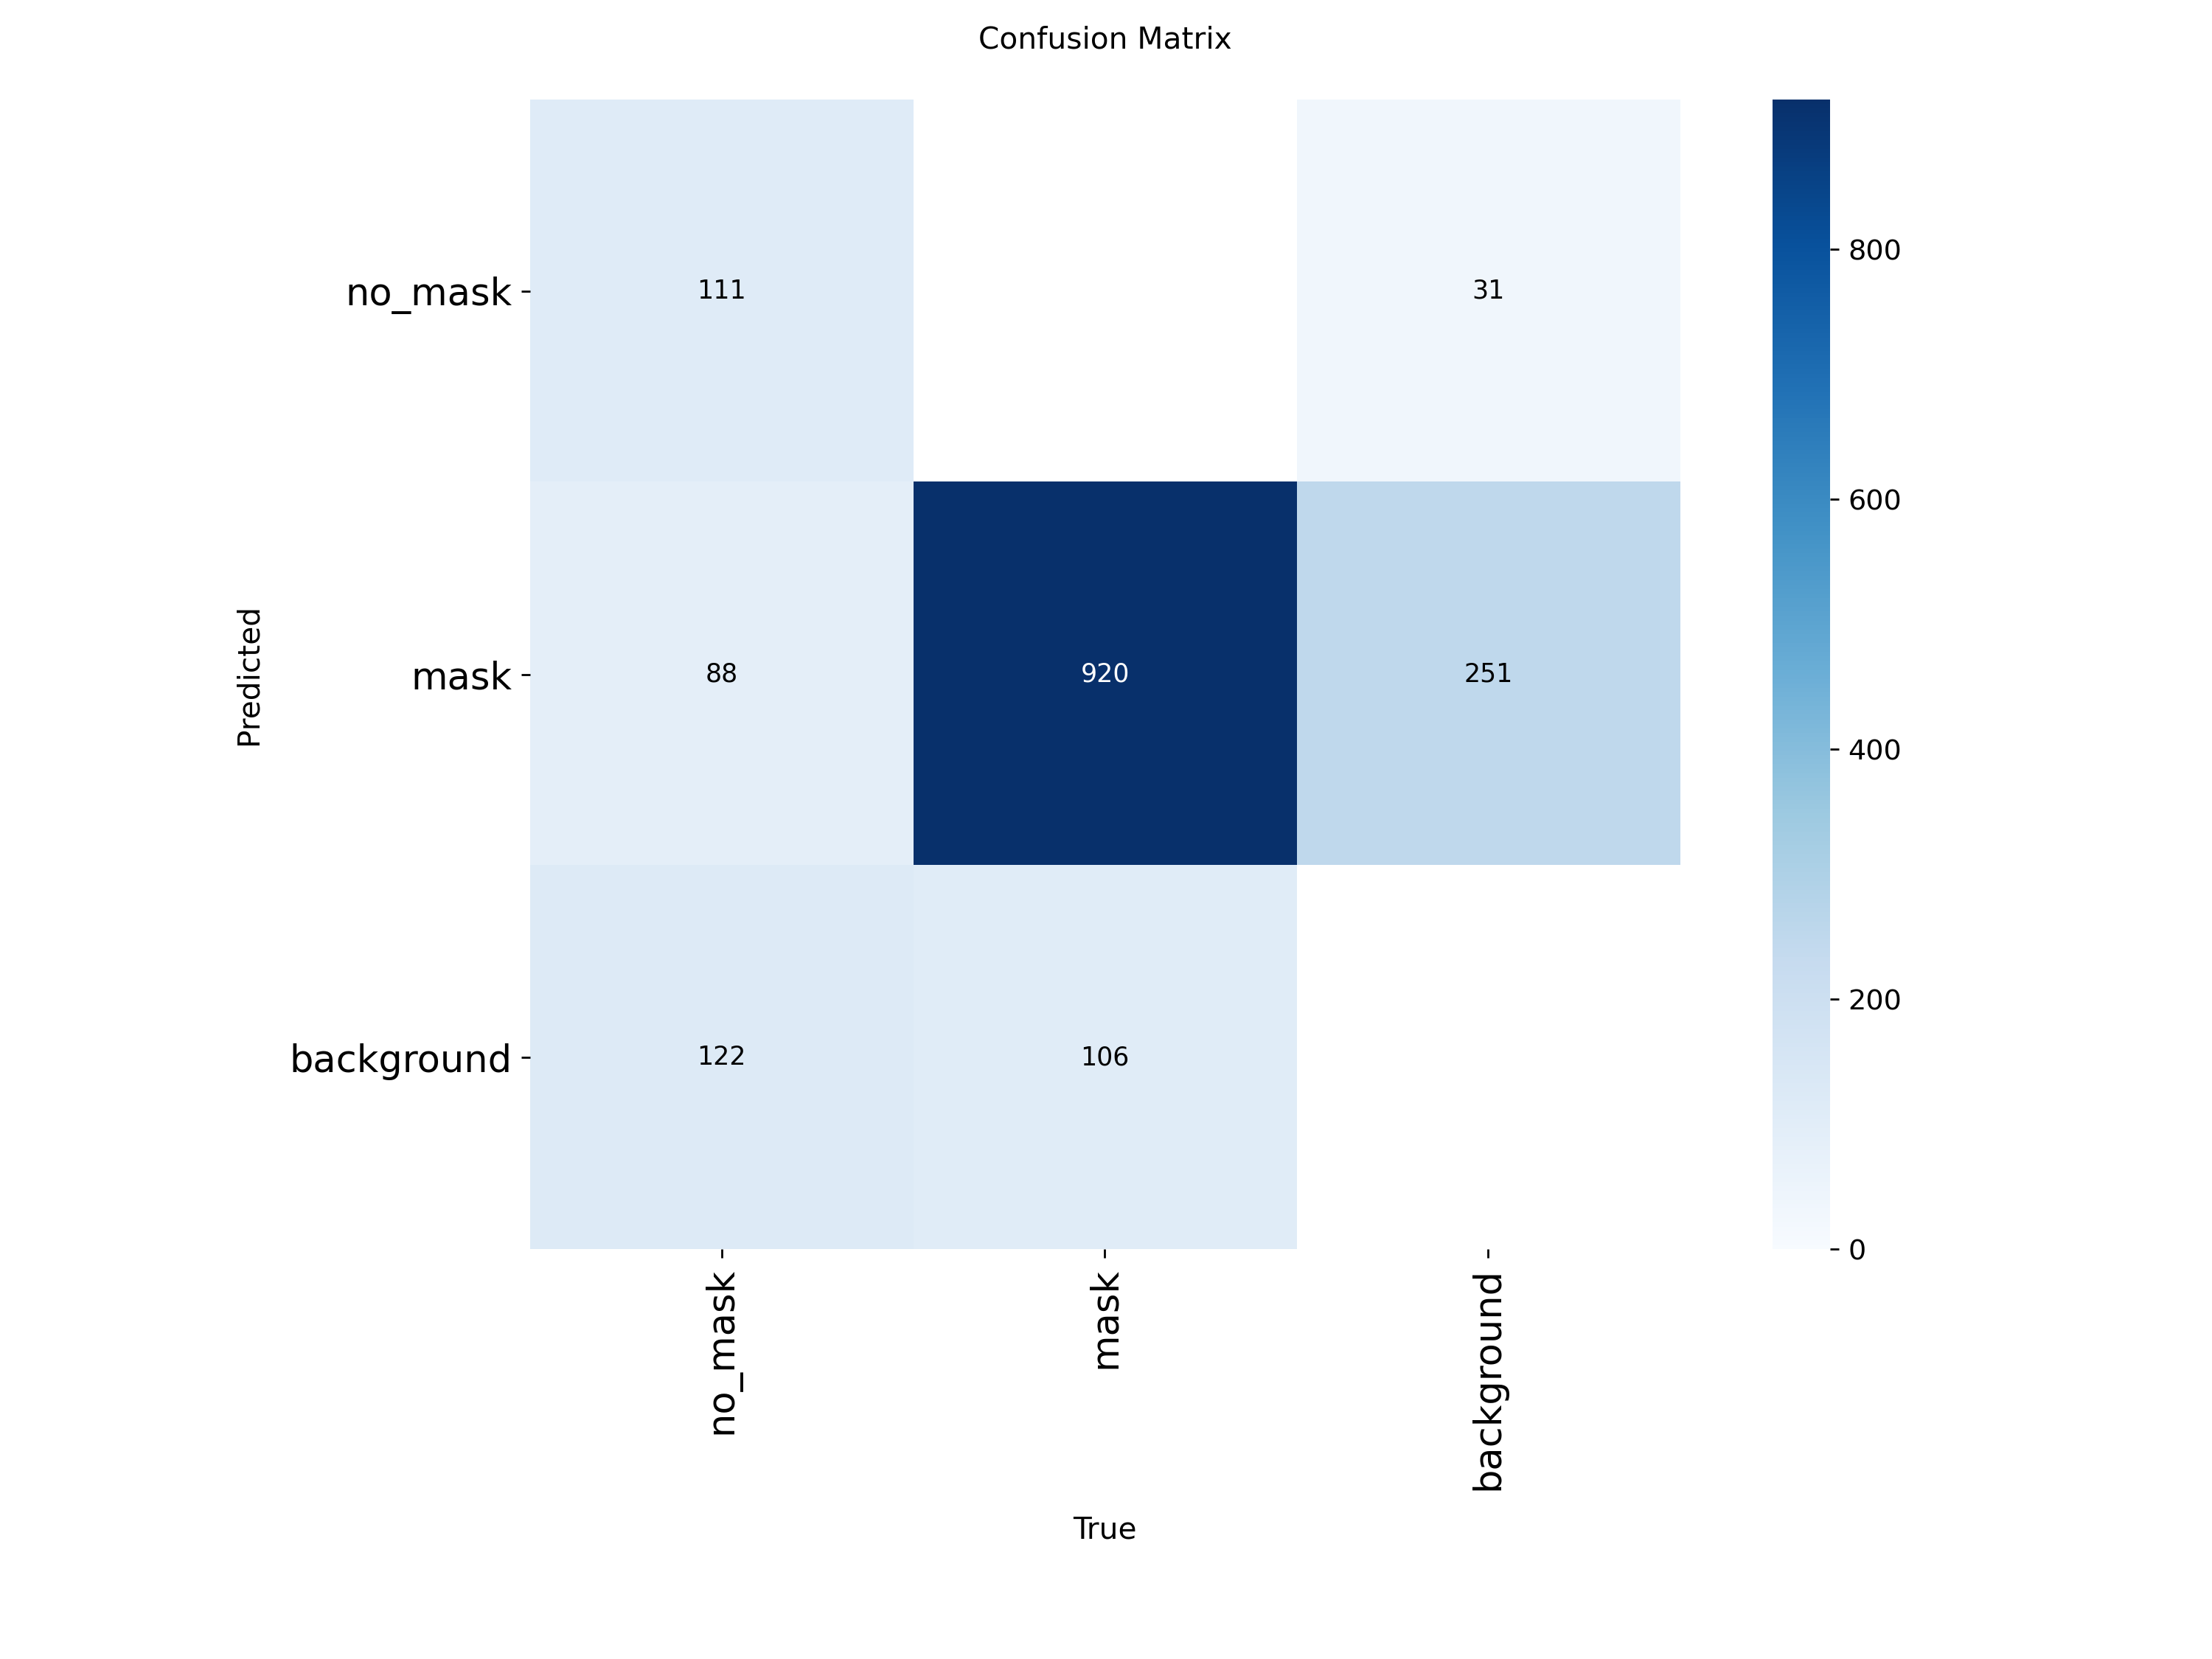 Confusion Matrix
no_mask
111
31
800
600
Predicted
mask
88
920
251
400
background
122
106
200
0
no_mask
mask
background
True